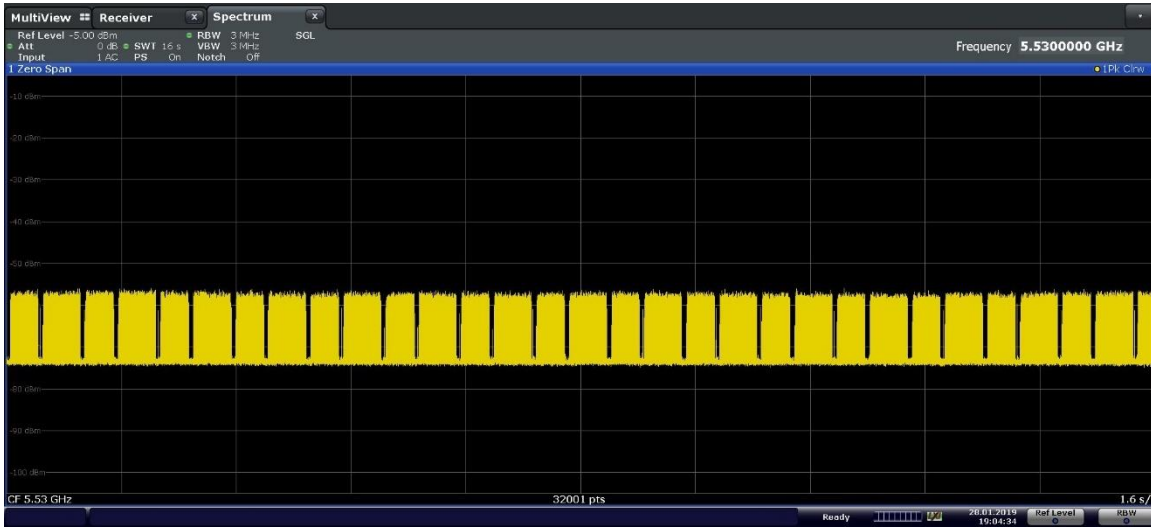 MultiView Receiver X Spectrum X
Ref Level -5.00 dBm RBW 3 MHz SGL
Att 0 dB SWT 16 s VBW 3 MHz Frequency 5.5300000 GHz
Input 1 AC PS On Notch Off
1 Zero Span 1Pk Clrw
-10 dBm
-20 dBm
-30 dBm
-40 dBm
-50 dBm
-80 dBm
-90 dBm
-100 dBm
CF 5.53 GHz 32001 pts 1.6 s/
Ready 28.01.2019 Ref Level RBW
19:04:34